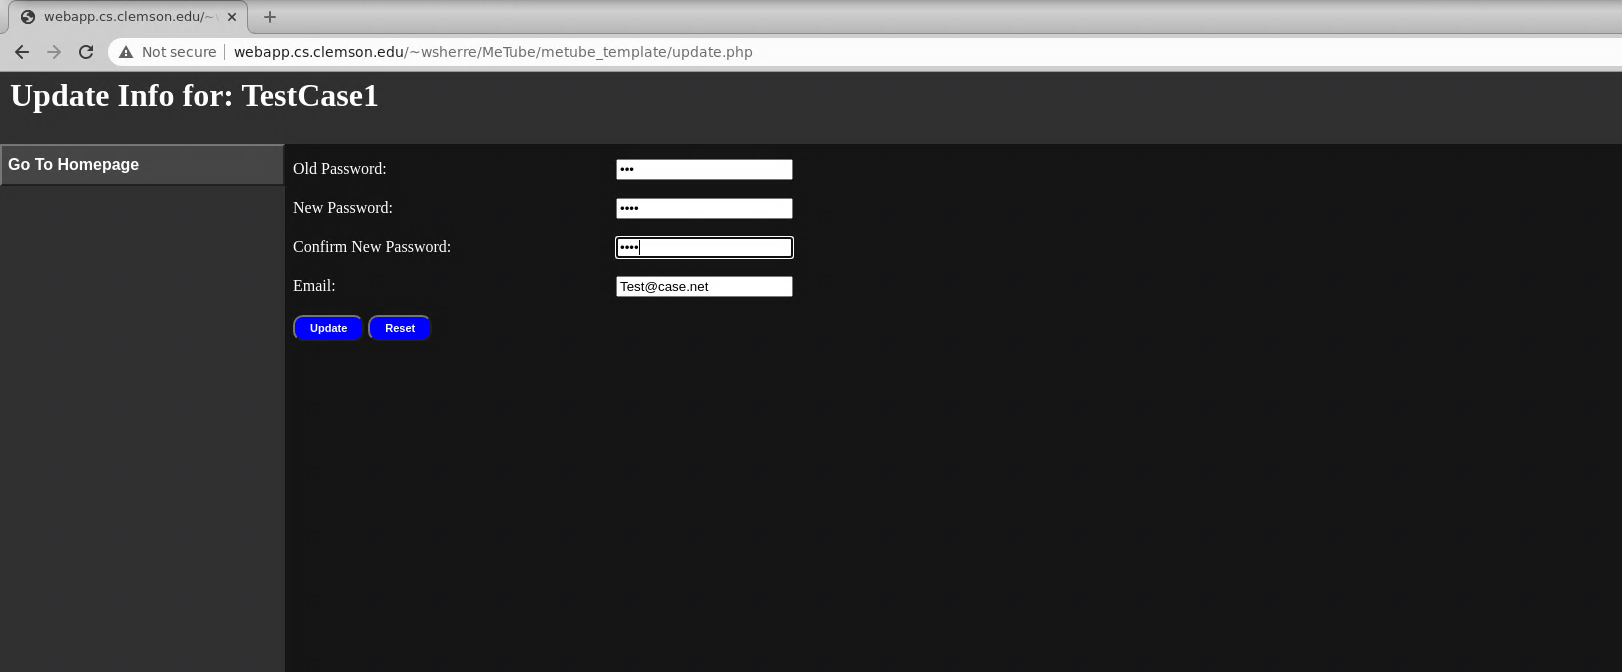 webapp.cs.clemson.edu/~
Not secure webapp.cs.clemson.edu/~wsherre/MeTube/metube_template/update.php
Update Info for: TestCase1
Go To Homepage
Old Password: •••
New Password: ••••
Confirm New Password: ••••
Email: Test@case.net
Update Reset